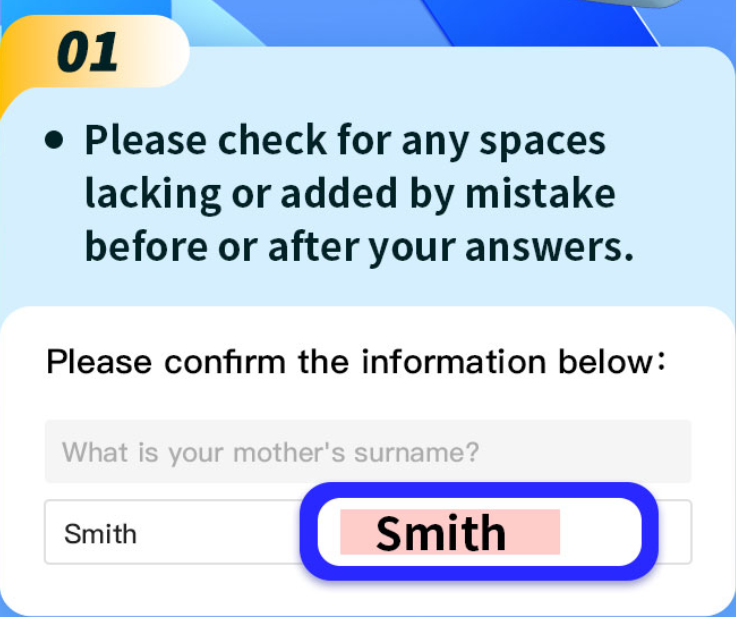 01
• Please check for any spaces
lacking or added by mistake
before or after your answers.
Please confirm the information below:
What is your mother's surname?
Smith
Smith